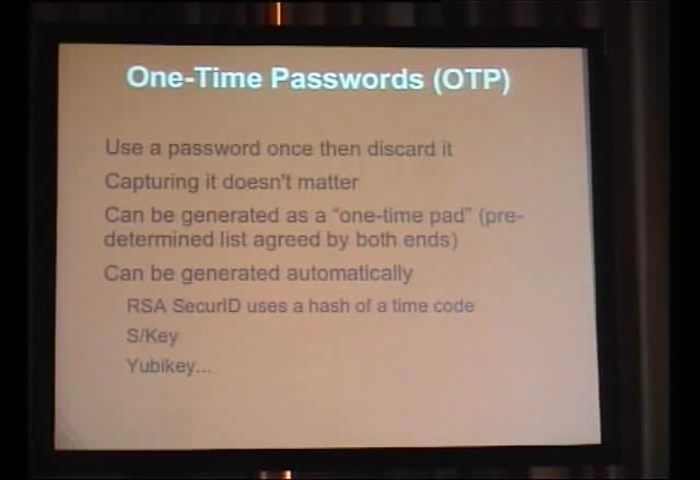 One-Time Passwords (OTP)
Use a password once then discard it
Capturing it doesn't matter
Can be generated as a “one-time pad” (pre-
determined list agreed by both ends)
Can be generated automatically
RSA SecurID uses a hash of a time code
S/Key
Yubikey...